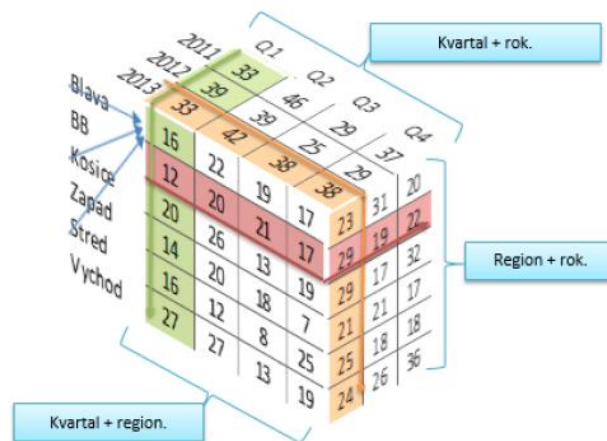 Kvartal + rok.
Q1 Q2 Q3 Q4
2011 33 46 29 37
2012 39 39 25 29
2013 33 42 38 38
Blava
BB
Košice
Zapad
Stred
Vychod
16 22 19 17 23 31 20
12 20 21 17 29 19 22
20 26 13 19 29 17 32
14 20 18 7 21 21 17
16 12 8 25 25 18 18
27 27 13 19 24 26 36
Region + rok.
Kvartal + region.